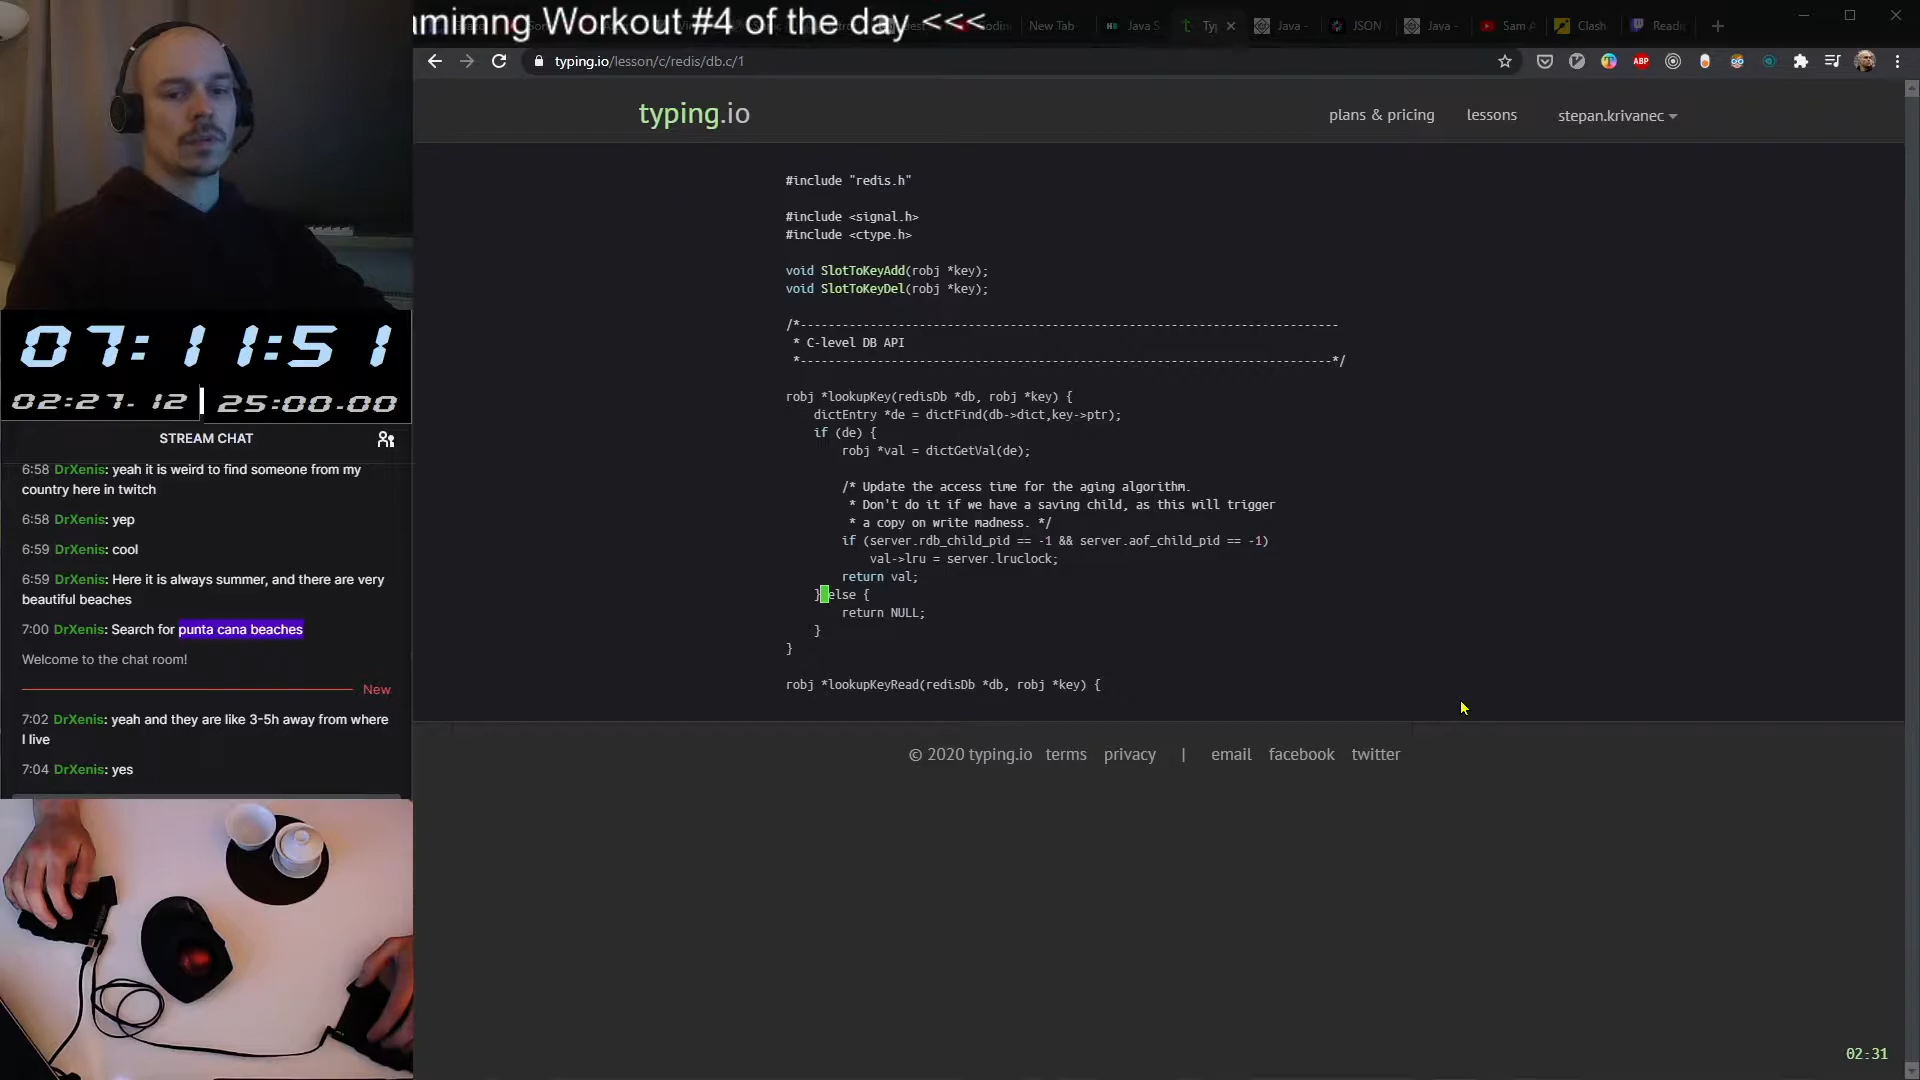 amimng Workout #4 of the day <<<
New Tab
Java S
Ty
Java -
JSON
Java -
Sam A
Clash
Readi
typing.io/lesson/c/redis/db.c/1
ABP
typing.io
plans & pricing
lessons
stepan.krivanec
#include "redis.h"
#include <signal.h>
#include <ctype.h>
void SlotToKeyAdd(robj *key);
void SlotToKeyDel(robj *key);
/*-----------------------------------------------------------------------------
* C-level DB API
*----------------------------------------------------------------------------*/
robj *lookupKey(redisDb *db, robj *key) {
dictEntry *de = dictFind(db->dict,key->ptr);
if (de) {
robj *val = dictGetVal(de);
/* Update the access time for the aging algorithm.
* Don't do it if we have a saving child, as this will trigger
* a copy on write madness. */
if (server.rdb_child_pid == -1 && server.aof_child_pid == -1)
val->lru = server.lruclock;
return val;
} else {
return NULL;
}
}
robj *lookupKeyRead(redisDb *db, robj *key) {
© 2020 typing.io terms privacy | email facebook twitter
02:31
07:11:51
02:27.12
25:00.00
STREAM CHAT
6:58 DrXenis: yeah it is weird to find someone from my
country here in twitch
6:58 DrXenis: yep
6:59 DrXenis: cool
6:59 DrXenis: Here it is always summer, and there are very
beautiful beaches
7:00 DrXenis: Search for punta cana beaches
Welcome to the chat room!
New
7:02 DrXenis: yeah and they are like 3-5h away from where
I live
7:04 DrXenis: yes